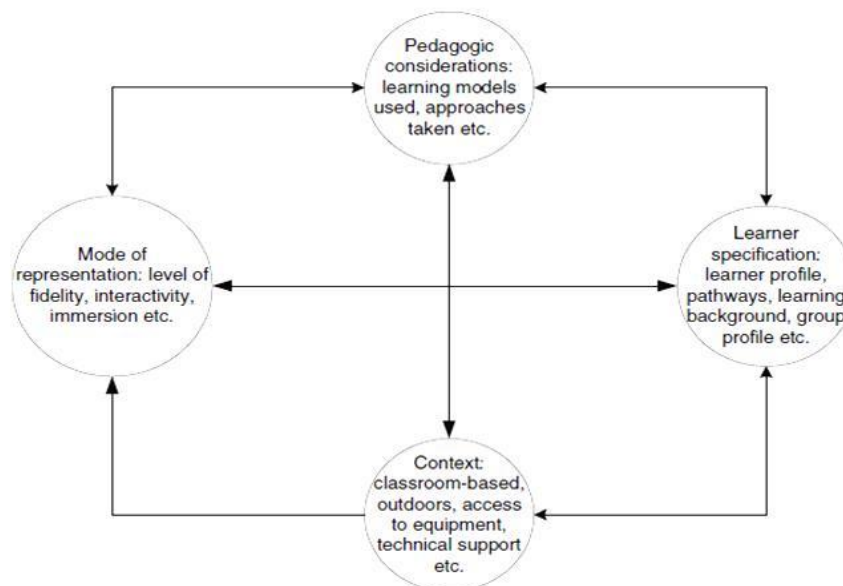 Pedagogic
considerations:
learning models
used, approaches
taken etc.
Mode of
representation: level of
fidelity, interactivity,
immersion etc.
Learner
specification:
learner profile,
pathways, learning
background, group
profile etc.
Context:
classroom-based,
outdoors, access
to equipment,
technical support
etc.